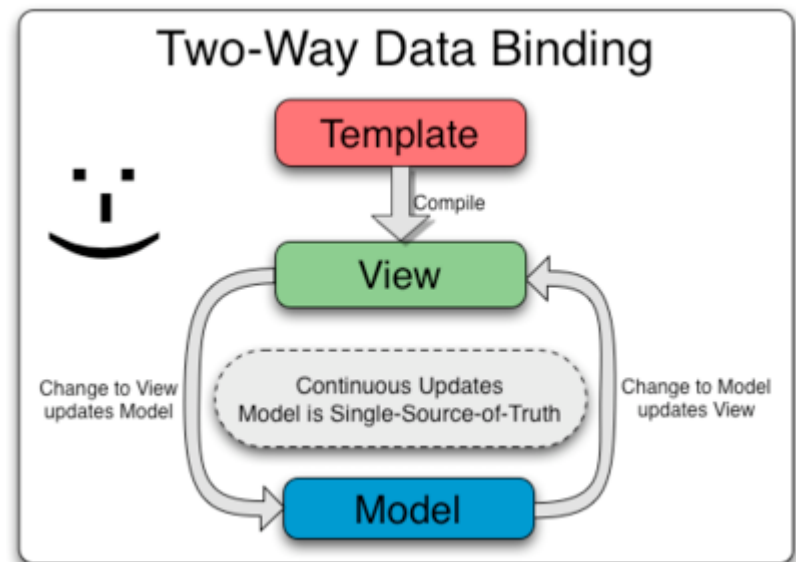 Two-Way Data Binding
Template
Compile
View
Change to View
updates Model
Continuous Updates
Model is Single-Source-of-Truth
Change to Model
updates View
Model